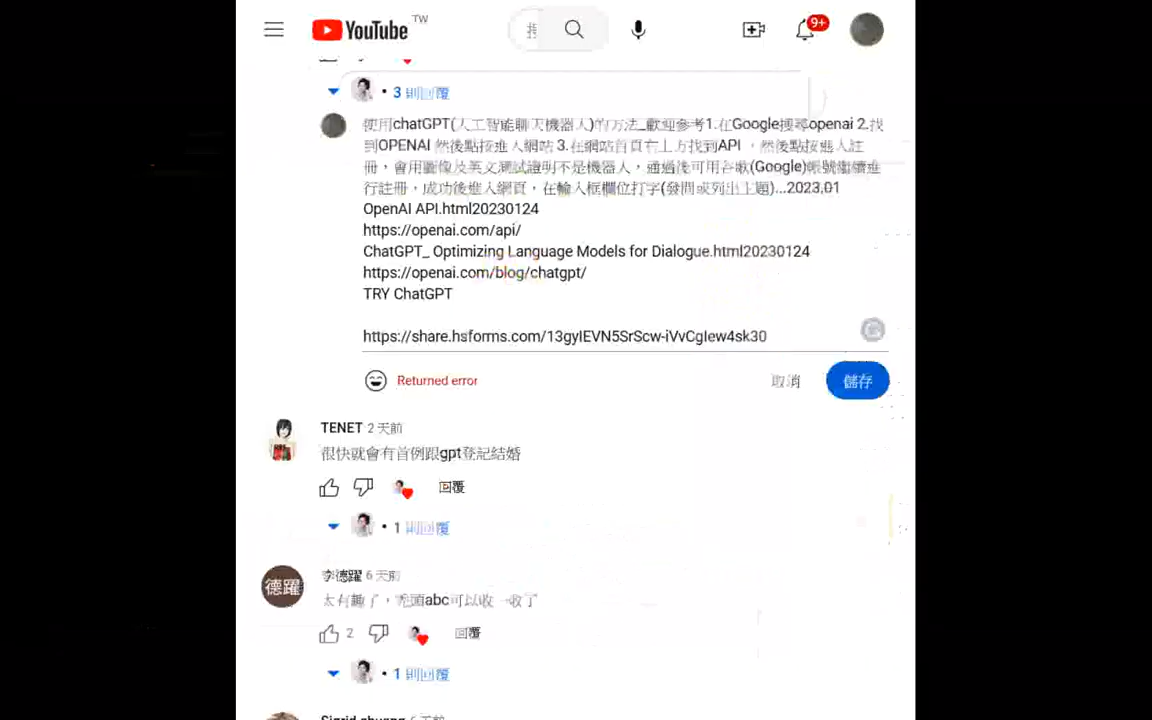 YouTube TW
9+
3 則回覆
使用chatGPT(人工智能聊天機器人)的方法_歡迎參考1.在Google搜尋openai 2.找
到OPENAI 然後點按進入網站 3.在網站首頁右上方找到API ，然後點按進入註
冊，會用圖像及英文測試證明不是機器人，通過後可用谷歌(Google)帳號繼續進
行註冊，成功後進入網頁，在輸入框欄位打字(發問或列出主題)...2023.01
OpenAI API.html20230124
https://openai.com/api/
ChatGPT_ Optimizing Language Models for Dialogue.html20230124
https://openai.com/blog/chatgpt/
TRY ChatGPT
https://share.hsforms.com/13gyIEVN5SrScw-iVvCgIew4sk30
Returned error
取消
儲存
TENET 2 天前
很快就會有首例跟gpt登記結婚
回覆
1 則回覆
德躍
李德躍 6 天前
太有趣了，禿頭abc可以收一收了
2
回覆
1 則回覆